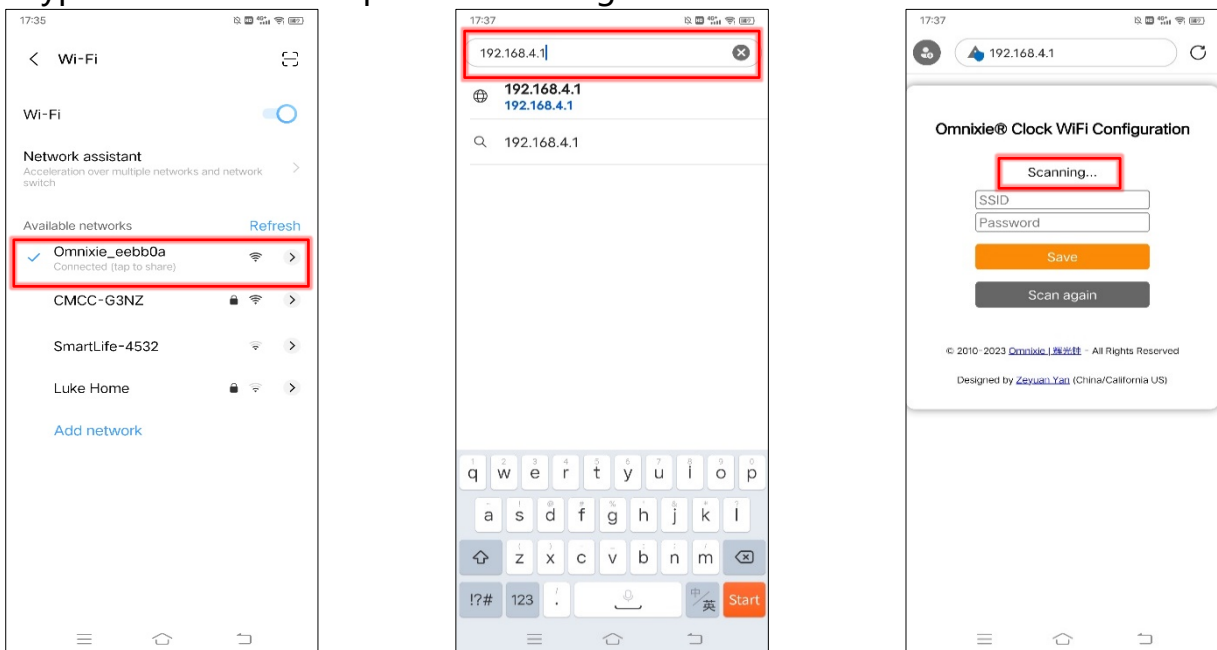 17:35
Wi-Fi
Wi-Fi
Network assistant
Acceleration over multiple networks and network
switch
Available networks Refresh
Omnixie_eebb0a
Connected (tap to share)
CMCC-G3NZ
SmartLife-4532
Luke Home
Add network
17:37
192.168.4.1
192.168.4.1
192.168.4.1
192.168.4.1
q w e r t y u i o p
a s d f g h j k l
z x c v b n m
!?# 123 . 中/英 Start
17:37
192.168.4.1
Omnixie® Clock WiFi Configuration
Scanning...
SSID
Password
Save
Scan again
© 2010-2023 Omnixie | 輝光鐘 - All Rights Reserved
Designed by Zeyuan Yan (China/California US)